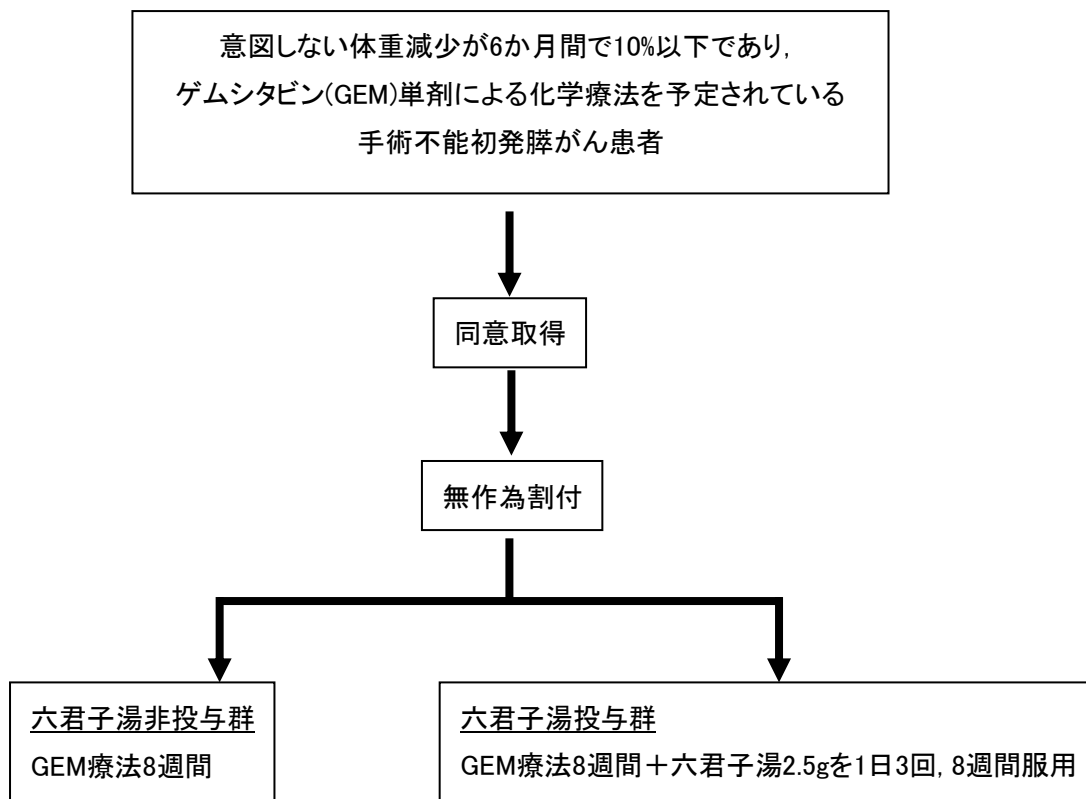 意図しない体重減少が6か月間で10%以下であり,
ゲムシタビン(GEM)単剤による化学療法を予定されている
手術不能初発膵がん患者
同意取得
無作為割付
六君子湯非投与群
GEM療法8週間
六君子湯投与群
GEM療法8週間＋六君子湯2.5gを1日3回, 8週間服用